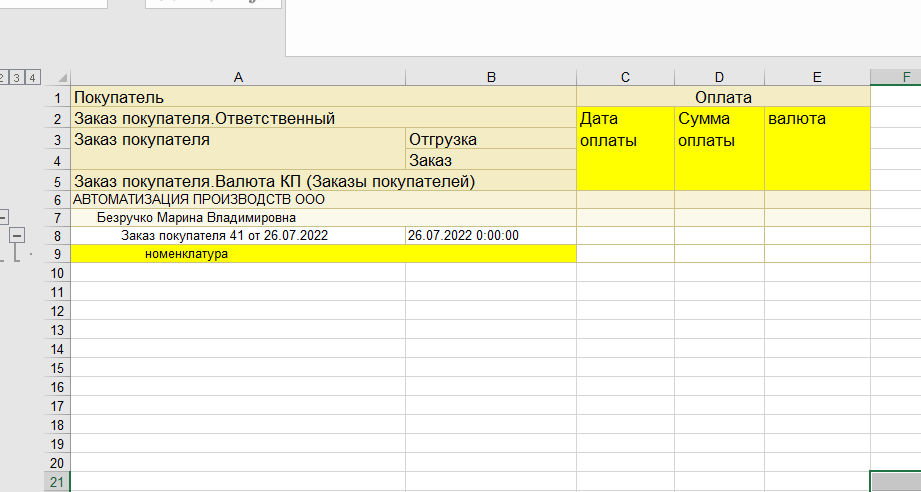 2 3 4
A B C D E F
1 Покупатель Оплата
2 Заказ покупателя.Ответственный Дата Сумма валюта
3 Заказ покупателя Отгрузка оплаты оплаты
4 Заказ
5 Заказ покупателя.Валюта КП (Заказы покупателей)
6 АВТОМАТИЗАЦИЯ ПРОИЗВОДСТВ ООО
7 Безручко Марина Владимировна
8 Заказ покупателя 41 от 26.07.2022 26.07.2022 0:00:00
9 номенклатура
10
11
12
13
14
15
16
17
18
19
20
21